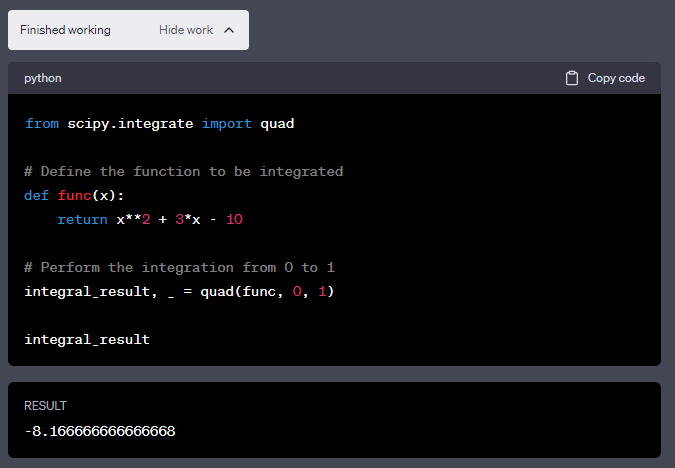 Finished working Hide work
python Copy code
from scipy.integrate import quad
# Define the function to be integrated
def func(x):
    return x**2 + 3*x - 10
# Perform the integration from 0 to 1
integral_result, _ = quad(func, 0, 1)
integral_result
RESULT
-8.166666666666668